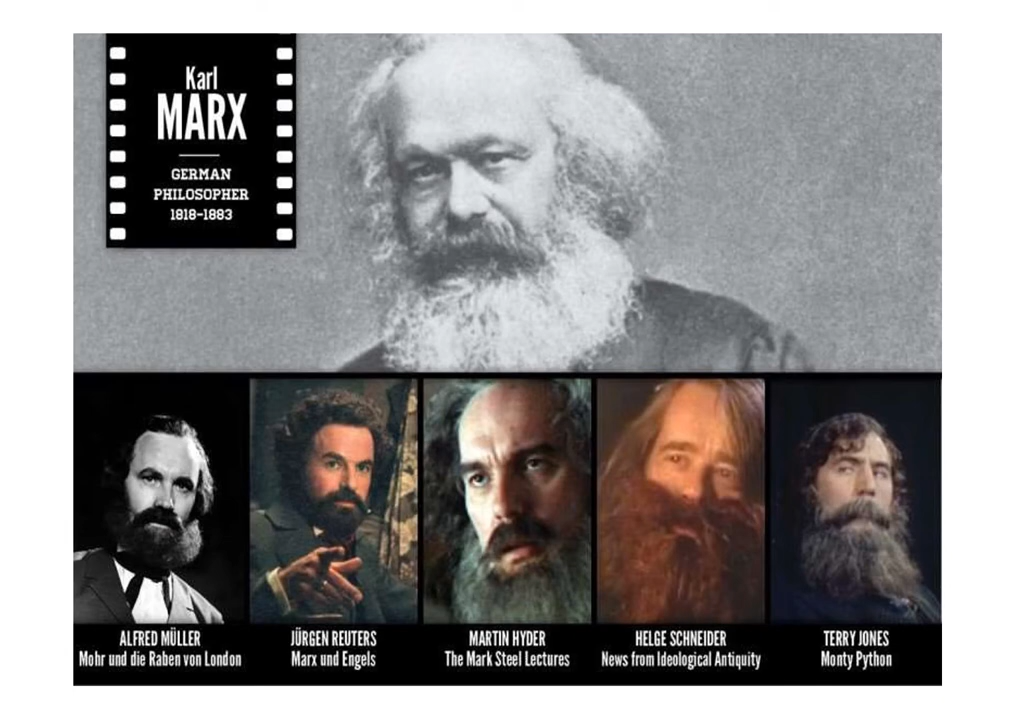 Karl
MARX
GERMAN
PHILOSOPHER
1818-1883
ALFRED MÜLLER
Mohr und die Raben von London
JÜRGEN REUTERS
Marx und Engels
MARTIN HYDER
The Mark Steel Lectures
HELGE SCHNEIDER
News from Ideological Antiquity
TERRY JONES
Monty Python